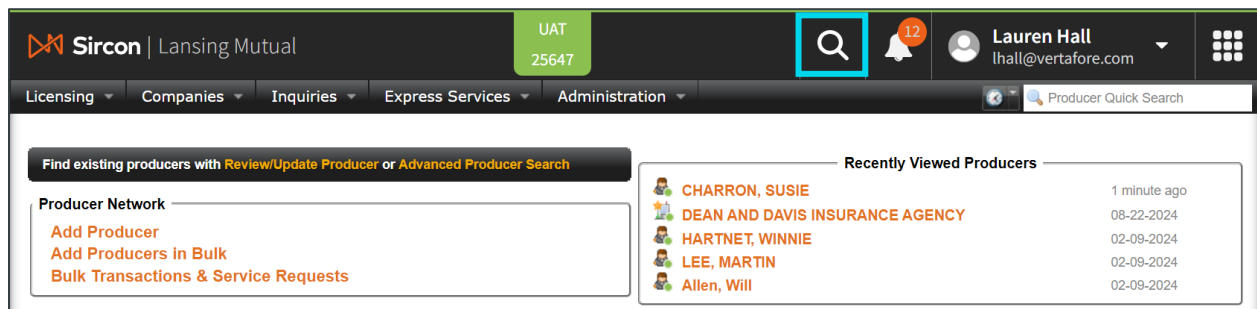 Sircon | Lansing Mutual
UAT
25647
12
Lauren Hall
lhall@vertafore.com
Licensing Companies Inquiries Express Services Administration
Producer Quick Search
Find existing producers with Review/Update Producer or Advanced Producer Search
Producer Network
Add Producer
Add Producers in Bulk
Bulk Transactions & Service Requests
Recently Viewed Producers
CHARRON, SUSIE 1 minute ago
DEAN AND DAVIS INSURANCE AGENCY 08-22-2024
HARTNET, WINNIE 02-09-2024
LEE, MARTIN 02-09-2024
Allen, Will 02-09-2024